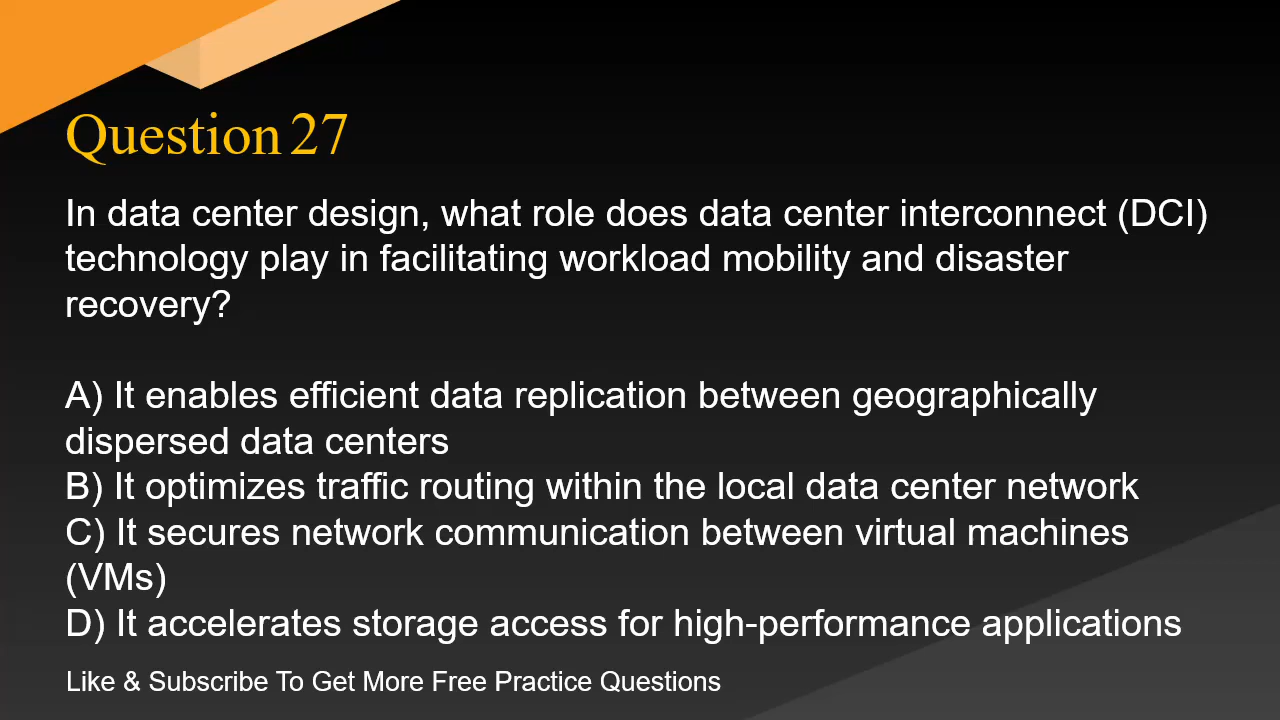 Question 27
In data center design, what role does data center interconnect (DCI)
technology play in facilitating workload mobility and disaster
recovery?
A) It enables efficient data replication between geographically
dispersed data centers
B) It optimizes traffic routing within the local data center network
C) It secures network communication between virtual machines
(VMs)
D) It accelerates storage access for high-performance applications
Like & Subscribe To Get More Free Practice Questions